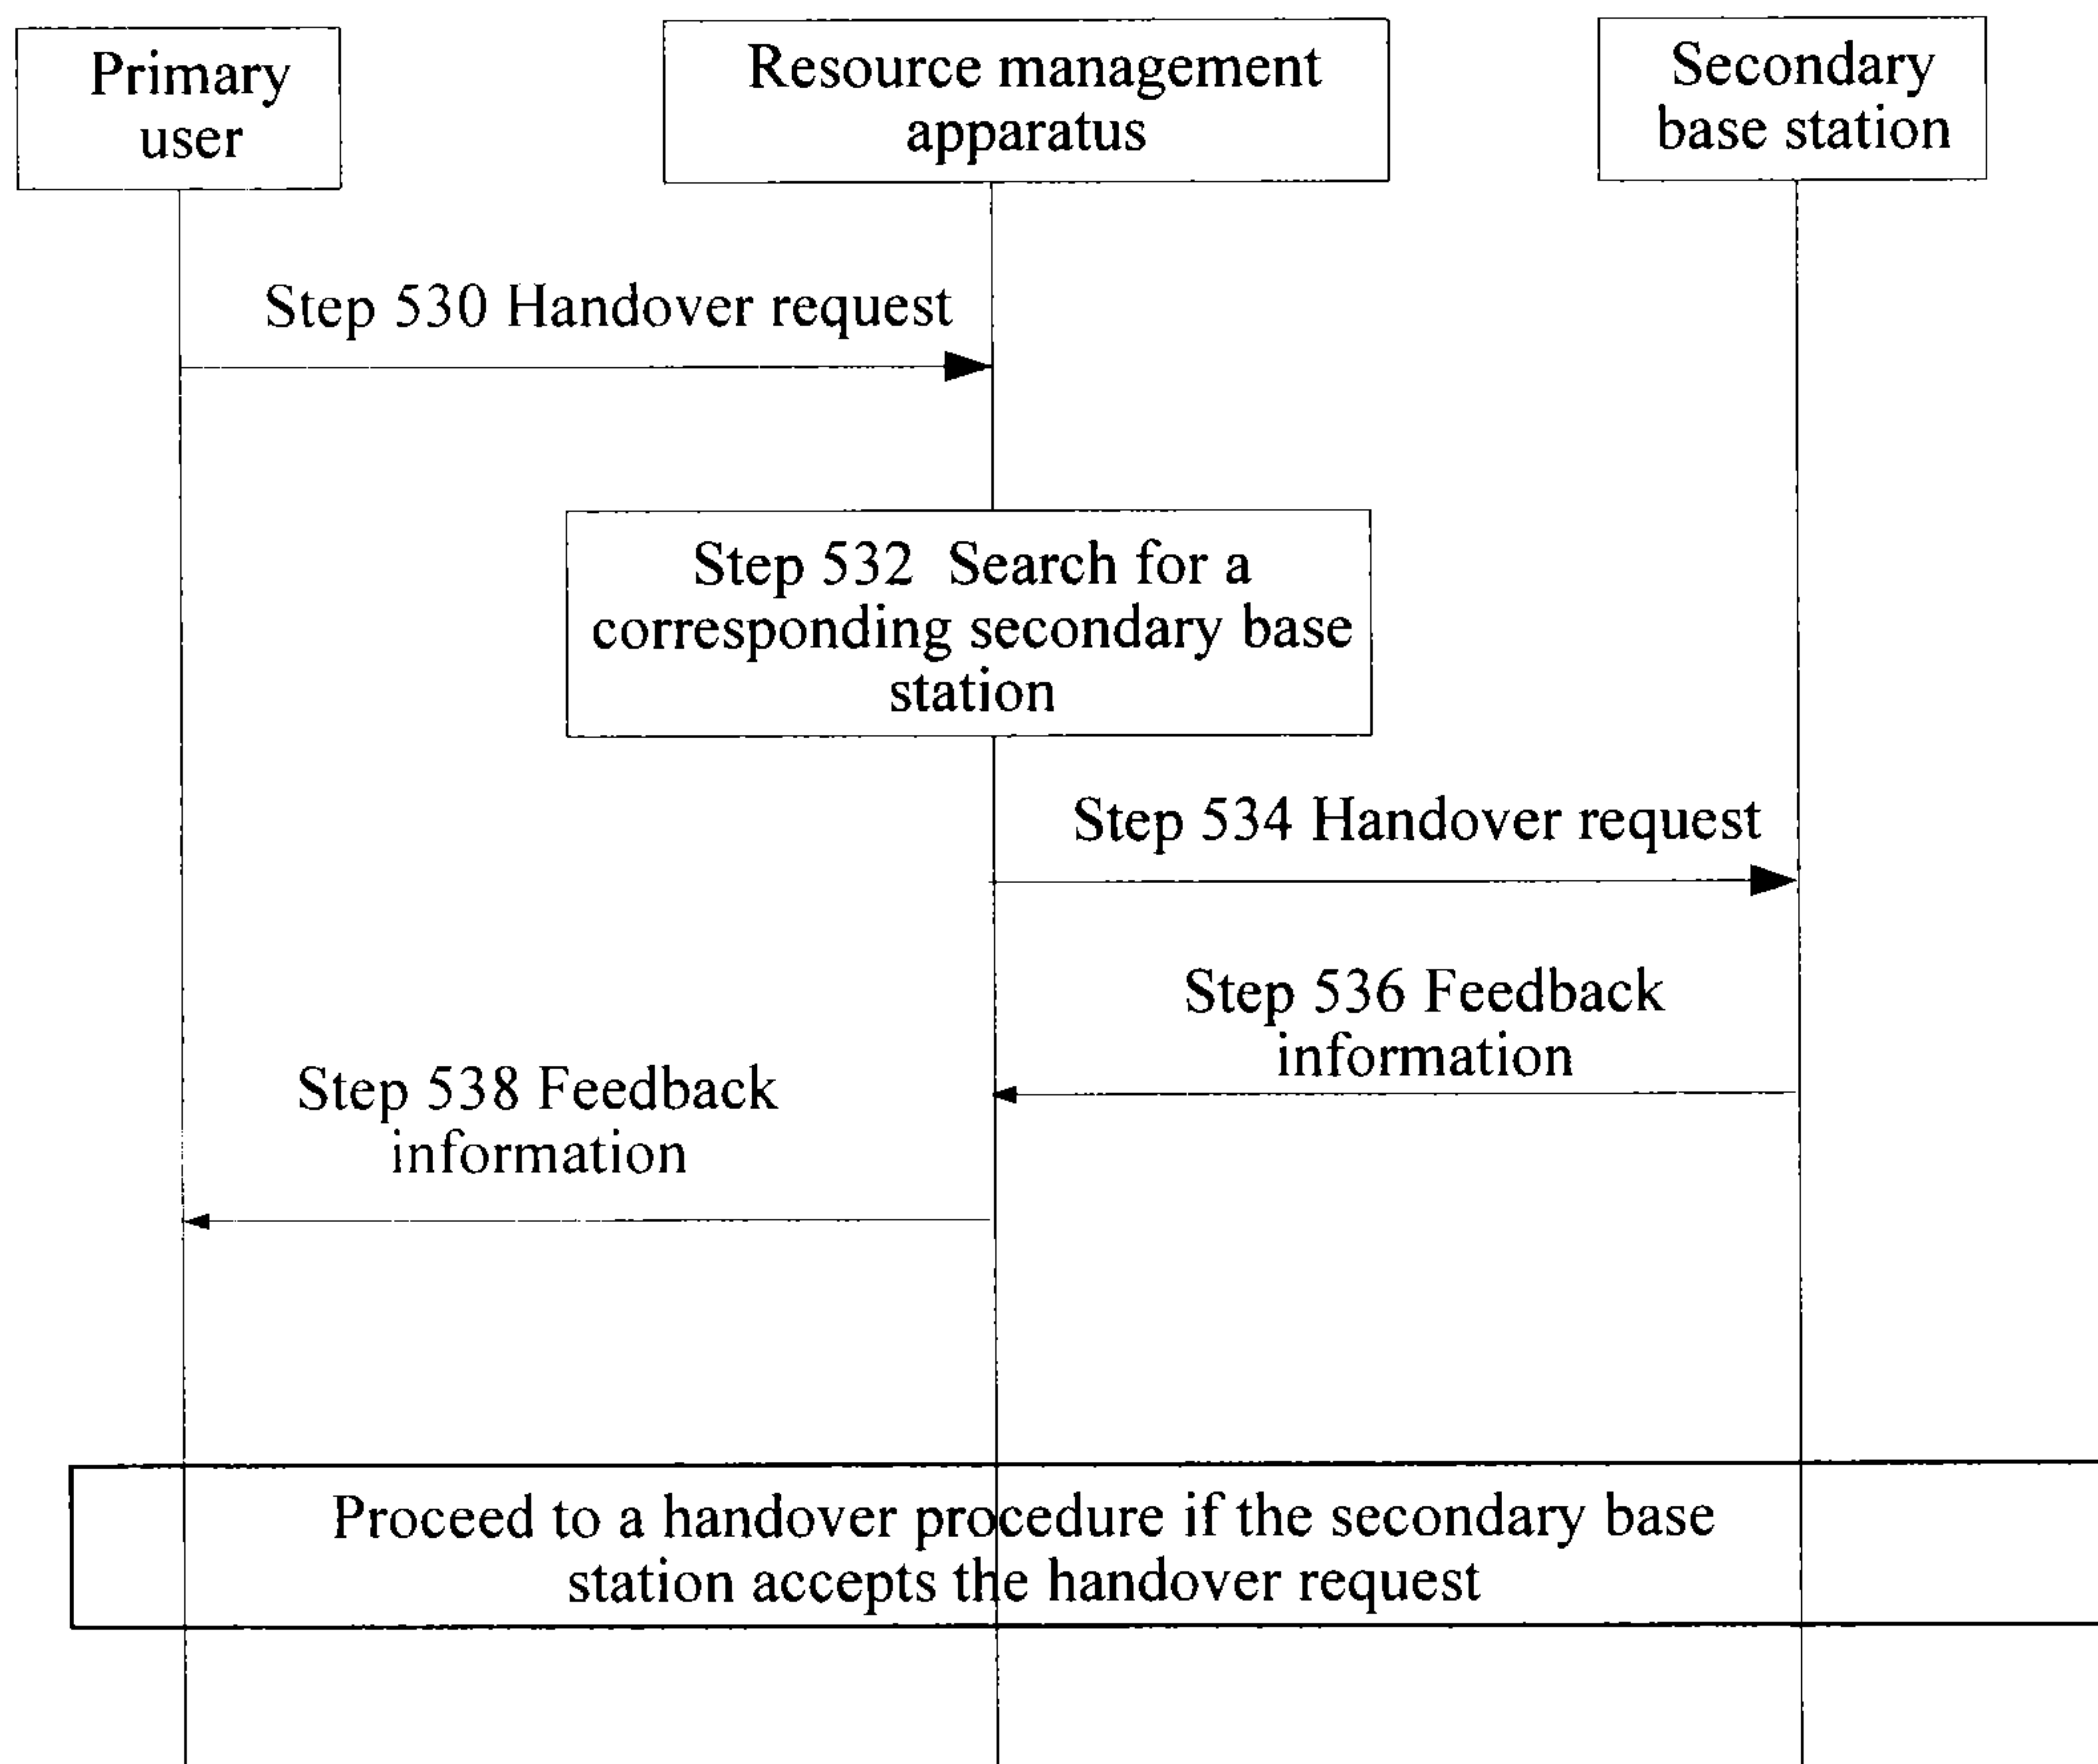 Primary
user
Resource management
apparatus
Secondary
base station
Step 530 Handover request
Step 532 Search for a
corresponding secondary base
station
Step 534 Handover request
Step 536 Feedback
information
Step 538 Feedback
information
Proceed to a handover procedure if the secondary base
station accepts the handover request